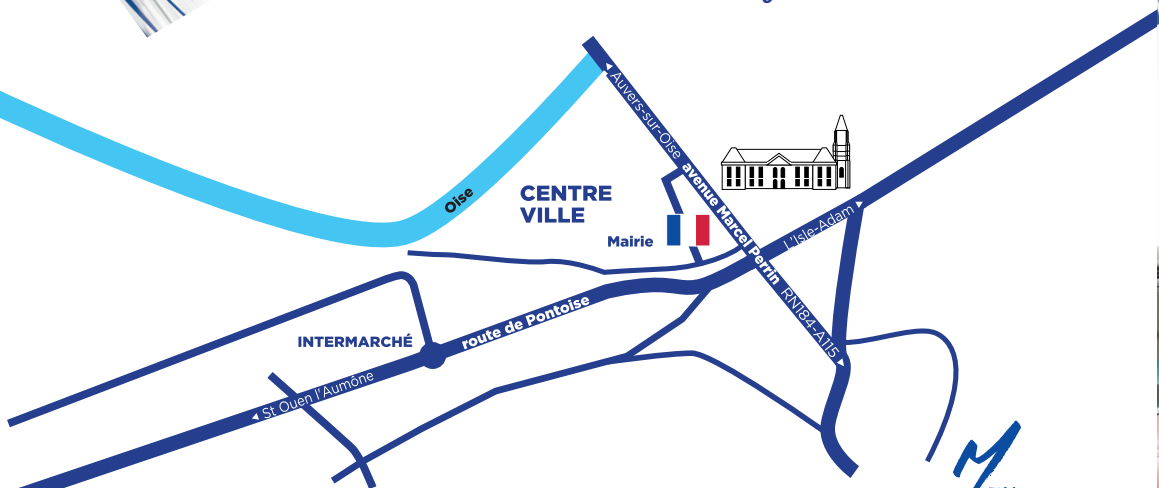 Auvers-sur-Oise
avenue Marcel Perrin
Oise
CENTRE
VILLE
Mairie
L'Isle-Adam
RN184-A115
route de Pontoise
INTERMARCHÉ
St Ouen l'Aumône